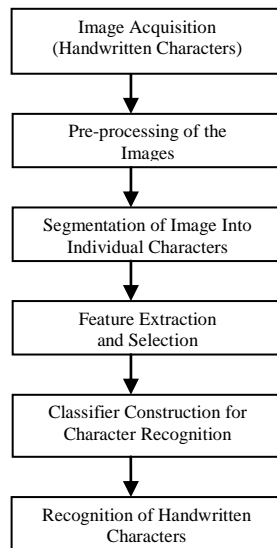 Image Acquisition
(Handwritten Characters)
Pre-processing of the
Images
Segmentation of Image Into
Individual Characters
Feature Extraction
and Selection
Classifier Construction for
Character Recognition
Recognition of Handwritten
Characters